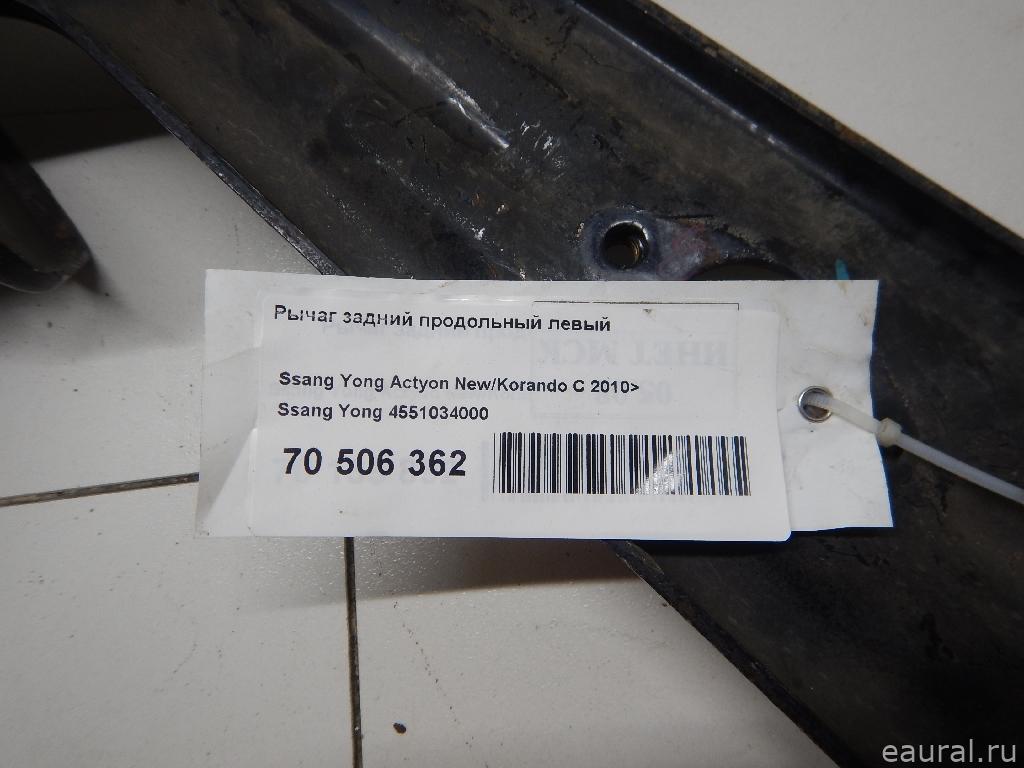 Рычаг задний продольный левый
Ssang Yong Actyon New/Korando C 2010>
Ssang Yong 4551034000
70 506 362
eaural.ru